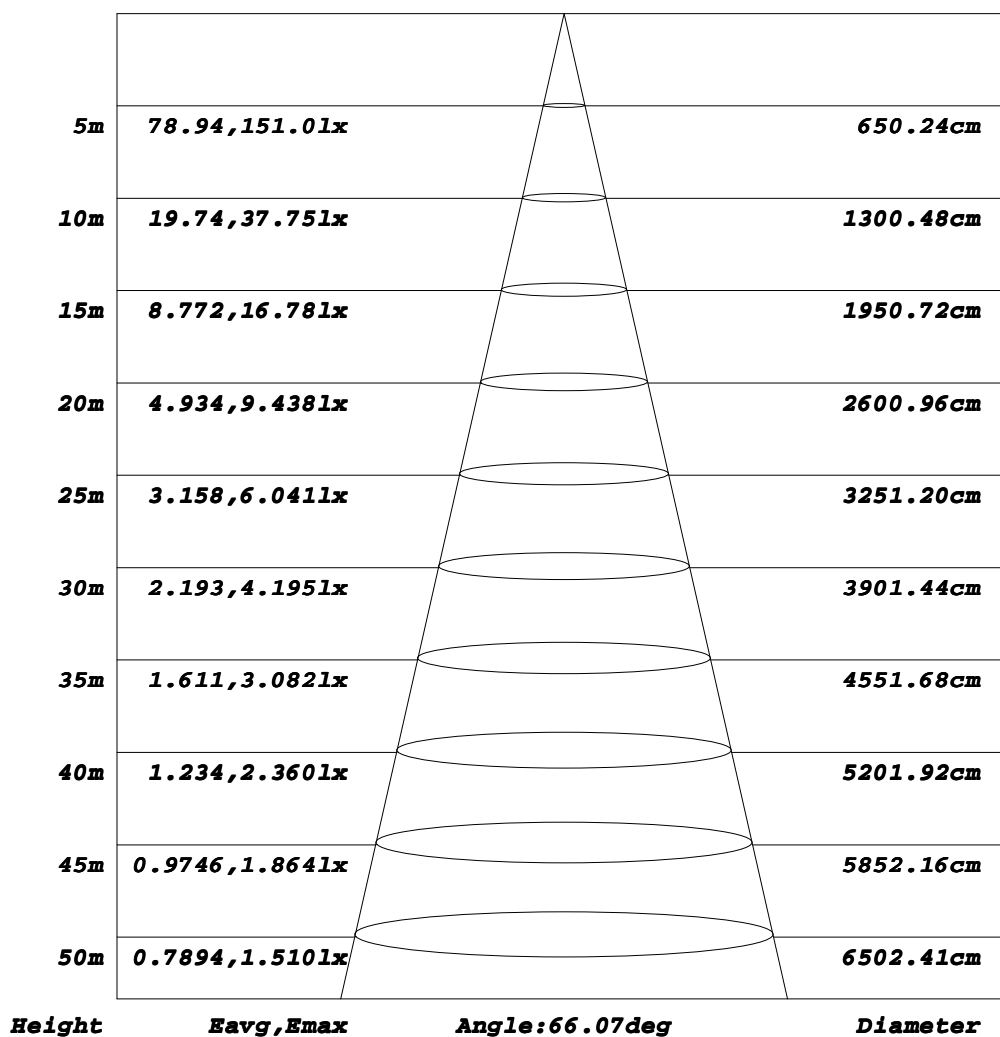 5m 78.94,151.0lx 650.24cm
10m 19.74,37.75lx 1300.48cm
15m 8.772,16.78lx 1950.72cm
20m 4.934,9.438lx 2600.96cm
25m 3.158,6.041lx 3251.20cm
30m 2.193,4.195lx 3901.44cm
35m 1.611,3.082lx 4551.68cm
40m 1.234,2.360lx 5201.92cm
45m 0.9746,1.864lx 5852.16cm
50m 0.7894,1.510lx 6502.41cm
Height Eavg,Emax Angle:66.07deg Diameter